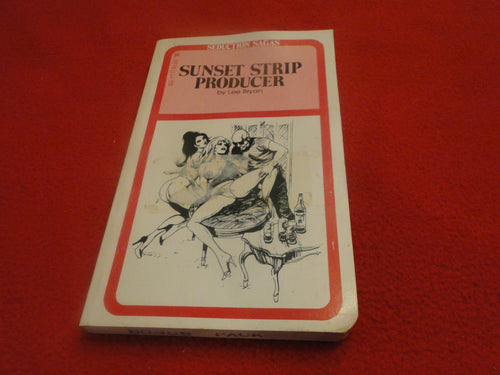 SEDUCTION SAGAS
SUNSET STRIP
PRODUCER
by Lee Bryan